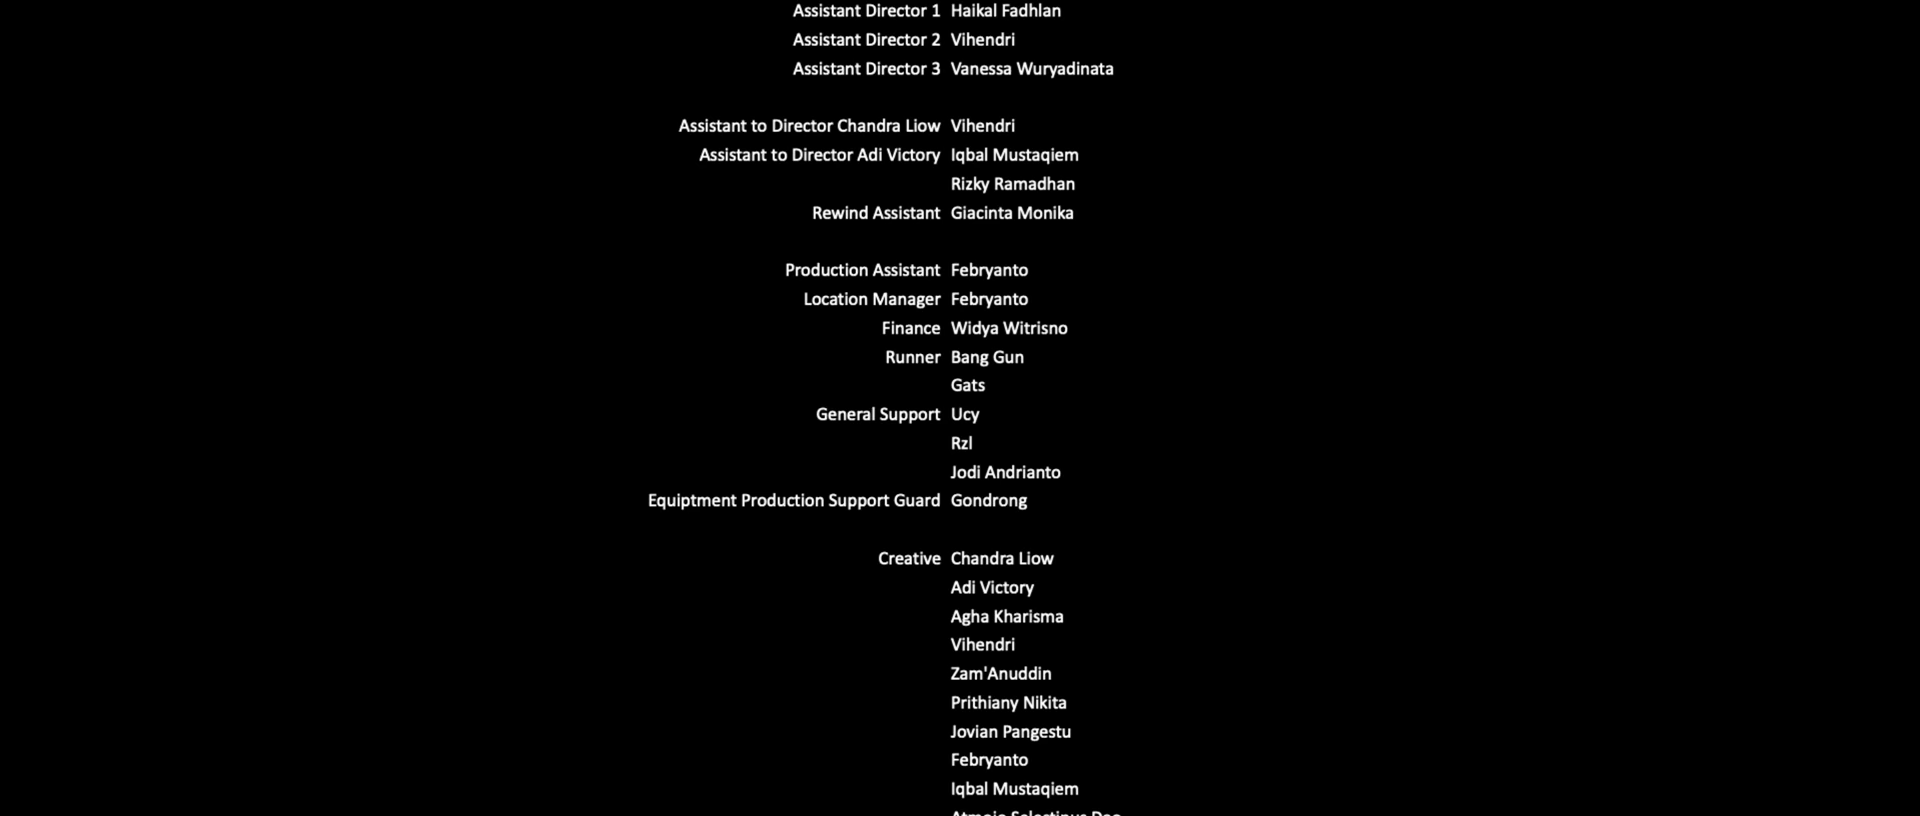 Assistant Director 1 Haikal Fadhlan
Assistant Director 2 Vihendri
Assistant Director 3 Vanessa Wuryadinata
Assistant to Director Chandra Liow Vihendri
Assistant to Director Adi Victory Iqbal Mustaqiem
Rizky Ramadhan
Rewind Assistant Giacinta Monika
Production Assistant Febryanto
Location Manager Febryanto
Finance Widya Witrisno
Runner Bang Gun
Gats
General Support Ucy
Rzl
Jodi Andrianto
Equiptment Production Support Guard Gondrong
Creative Chandra Liow
Adi Victory
Agha Kharisma
Vihendri
Zam'Anuddin
Prithiany Nikita
Jovian Pangestu
Febryanto
Iqbal Mustaqiem